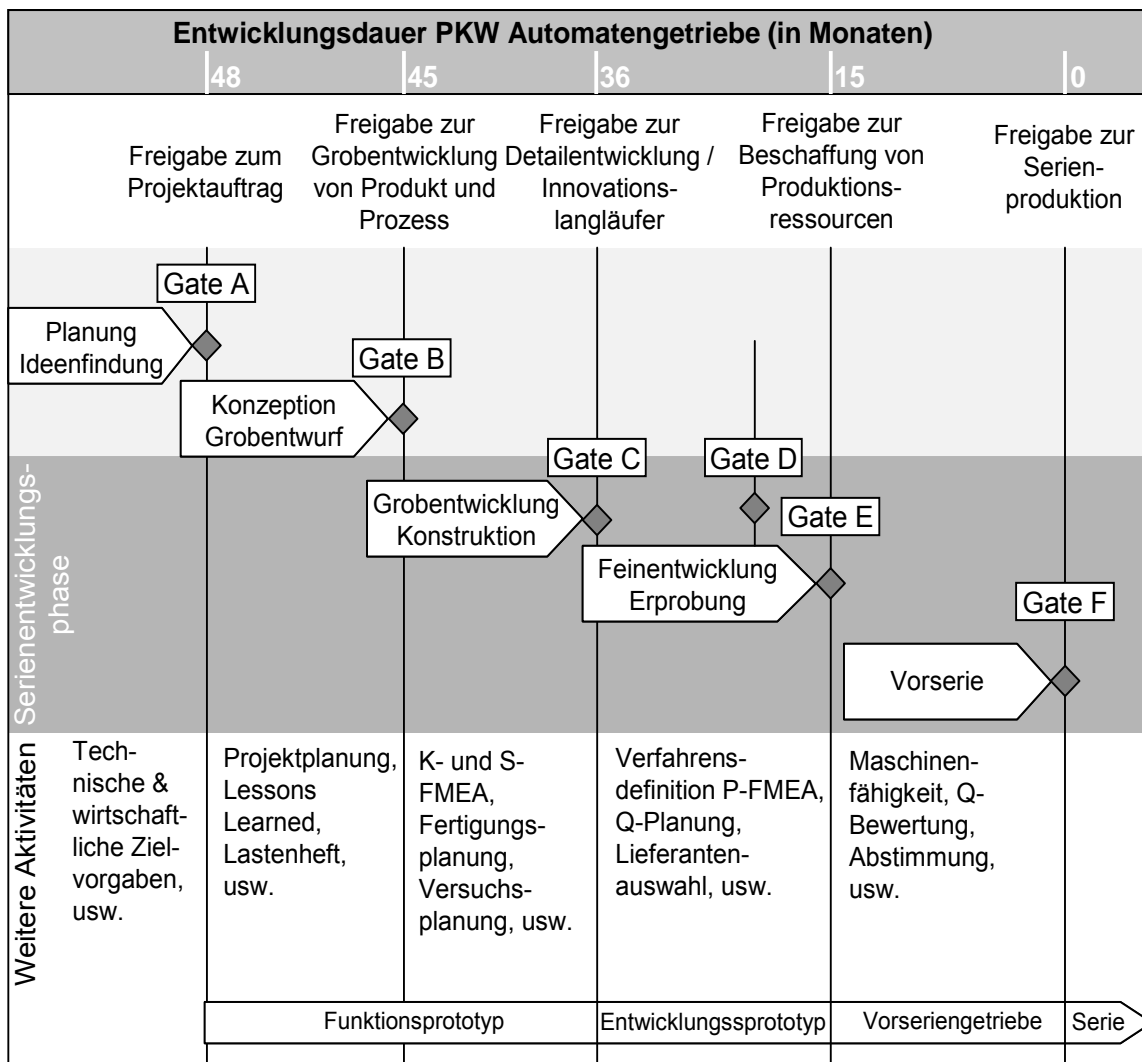 Entwicklungsdauer PKW Automatengetriebe (in Monaten)
48
45
36
15
0
Freigabe zum
Projektauftrag
Freigabe zur
Grobentwicklung
von Produkt und
Prozess
Freigabe zur
Detailentwicklung /
Innovations-
langläufer
Freigabe zur
Beschaffung von
Produktions-
ressourcen
Freigabe zur
Serien-
produktion
Gate A
Planung
Ideenfindung
Gate B
Konzeption
Grobentwurf
Serienentwicklungs-
phase
Gate C
Grobentwicklung
Konstruktion
Gate D
Gate E
Feinentwicklung
Erprobung
Gate F
Vorserie
Weitere Aktivitäten
Tech-
nische &
wirtschaft-
liche Ziel-
vorgaben,
usw.
Projektplanung,
Lessons
Learned,
Lastenheft,
usw.
K- und S-
FMEA,
Fertigungs-
planung,
Versuchs-
planung, usw.
Verfahrens-
definition P-FMEA,
Q-Planung,
Lieferanten-
auswahl, usw.
Maschinen-
fähigkeit, Q-
Bewertung,
Abstimmung,
usw.
Funktionsprototyp
Entwicklungssprototyp
Vorseriengetriebe
Serie